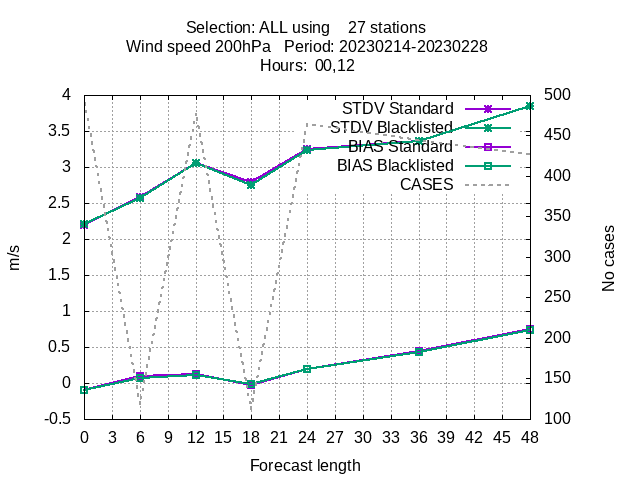 Selection: ALL using    27 stations
Wind speed 200hPa   Period: 20230214-20230228
Hours:  00,12
4
3.5
3
2.5
2
1.5
1
0.5
0
-0.5
m/s
STDV Standard
STDV Blacklisted
BIAS Standard
BIAS Blacklisted
CASES
500
450
400
350
300
250
200
150
100
No cases
0 3 6 9 12 15 18 21 24 27 30 33 36 39 42 45 48
Forecast length